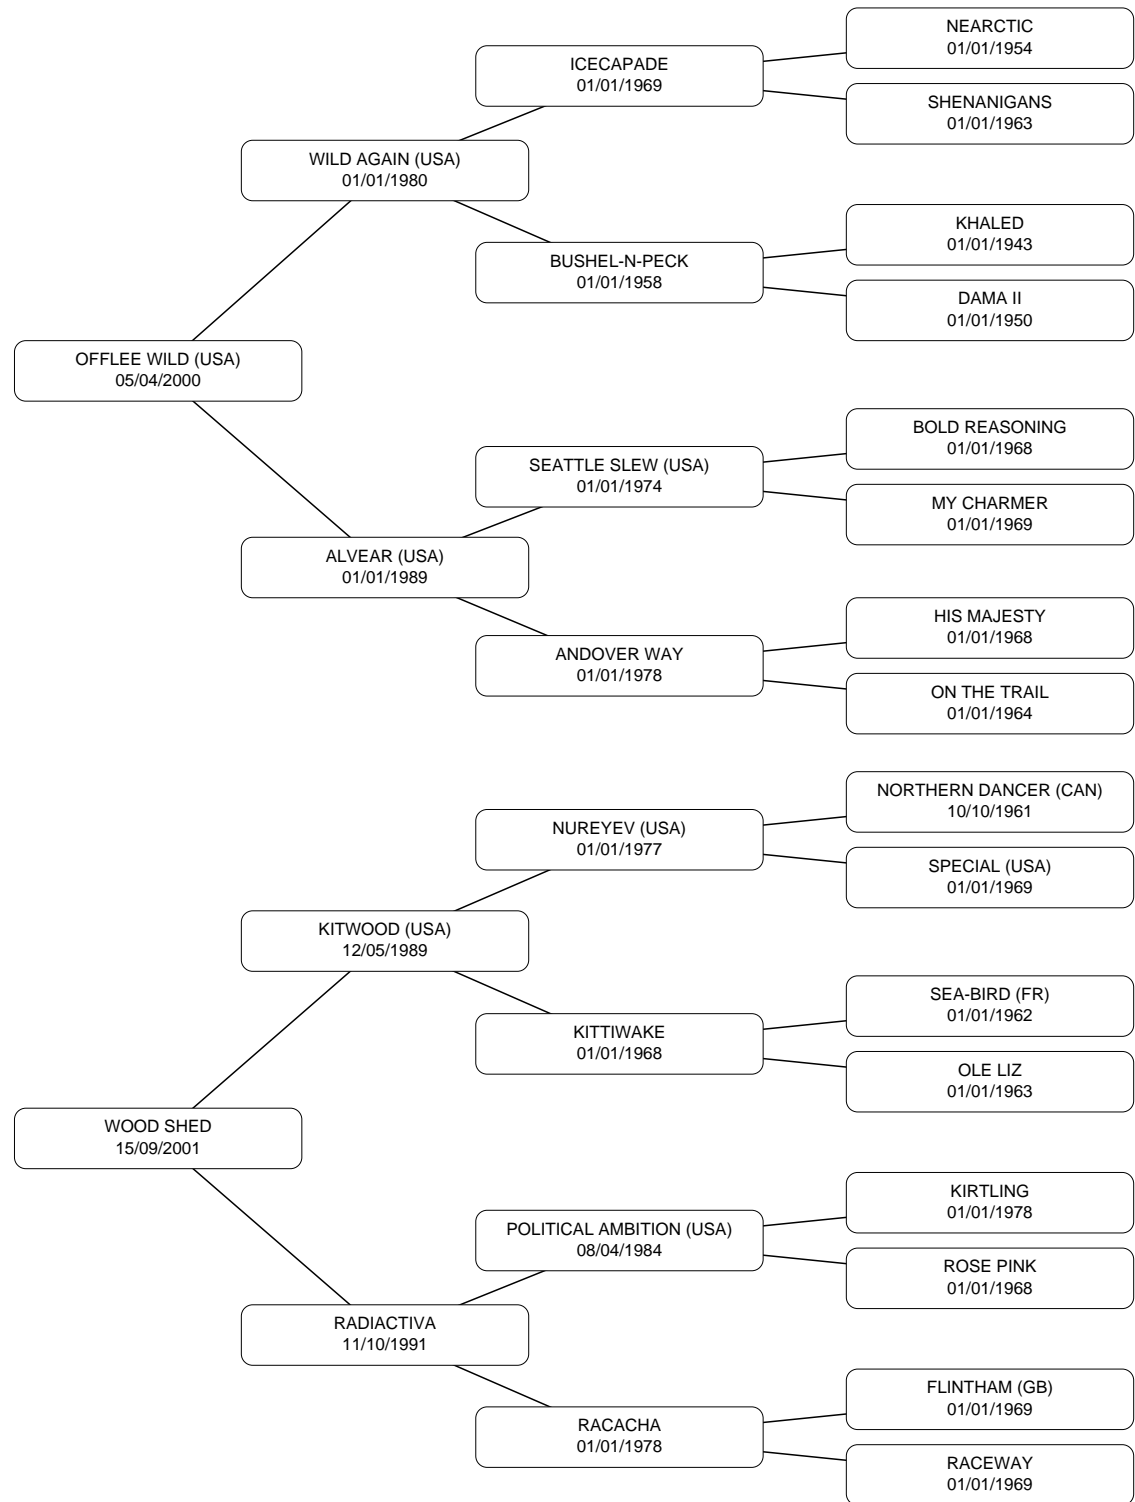 NEARCTIC
01/01/1954
ICECAPADE
01/01/1969
SHENANIGANS
01/01/1963
WILD AGAIN (USA)
01/01/1980
KHALED
01/01/1943
BUSHEL-N-PECK
01/01/1958
DAMA II
01/01/1950
OFFLEE WILD (USA)
05/04/2000
BOLD REASONING
01/01/1968
SEATTLE SLEW (USA)
01/01/1974
MY CHARMER
01/01/1969
ALVEAR (USA)
01/01/1989
HIS MAJESTY
01/01/1968
ANDOVER WAY
01/01/1978
ON THE TRAIL
01/01/1964
NORTHERN DANCER (CAN)
10/10/1961
NUREYEV (USA)
01/01/1977
SPECIAL (USA)
01/01/1969
KITWOOD (USA)
12/05/1989
SEA-BIRD (FR)
01/01/1962
KITTIWAKE
01/01/1968
OLE LIZ
01/01/1963
WOOD SHED
15/09/2001
KIRTLING
01/01/1978
POLITICAL AMBITION (USA)
08/04/1984
ROSE PINK
01/01/1968
RADIACTIVA
11/10/1991
FLINTHAM (GB)
01/01/1969
RACACHA
01/01/1978
RACEWAY
01/01/1969